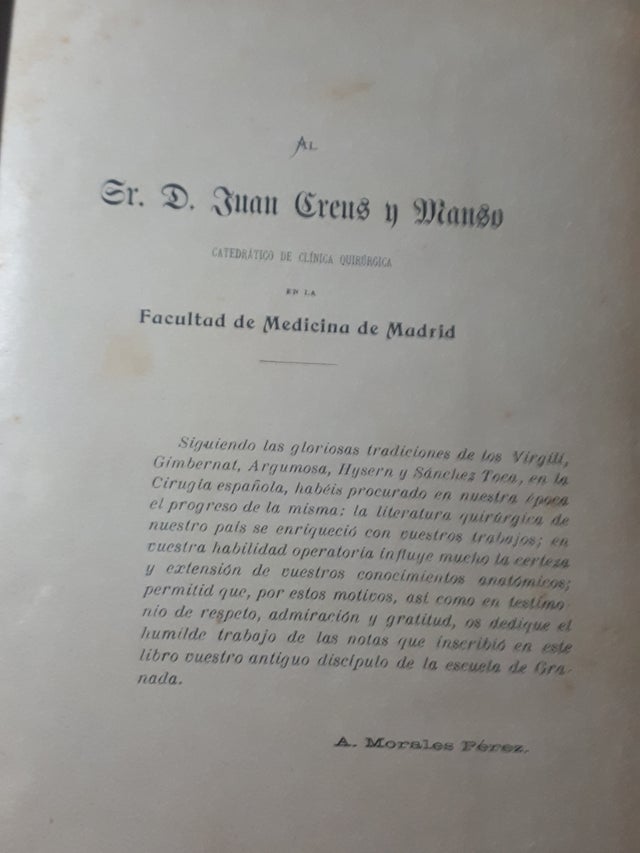 AL
Sr. D. Juan Creus y Manso
CATEDRÁTICO DE CLÍNICA QUIRÚRGICA
EN LA
Facultad de Medicina de Madrid
Siguiendo las gloriosas tradiciones de los Virgili,
Gimbernat, Argumosa, Hysern y Sánchez Toca, en la
Cirugía española, habéis procurado en nuestra época
el progreso de la misma: la literatura quirúrgica de
nuestro país se enriqueció con vuestros trabajos; en
vuestra habilidad operatoria influye mucho la certeza
y extensión de vuestros conocimientos anatómicos;
permitid que, por estos motivos, así como en testimo-
nio de respeto, admiración y gratitud, os dedique el
humilde trabajo de las notas que inscribió en este
libro vuestro antiguo discípulo de la escuela de Gra-
nada.
A. Morales Pérez.